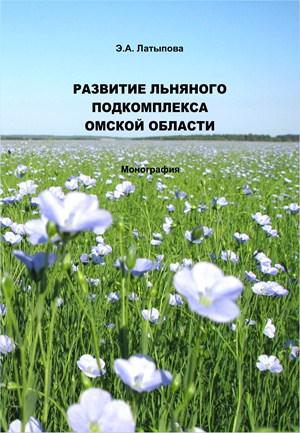 Э.А. Латыпова
РАЗВИТИЕ ЛЬНЯНОГО
ПОДКОМПЛЕКСА
ОМСКОЙ ОБЛАСТИ
Монография